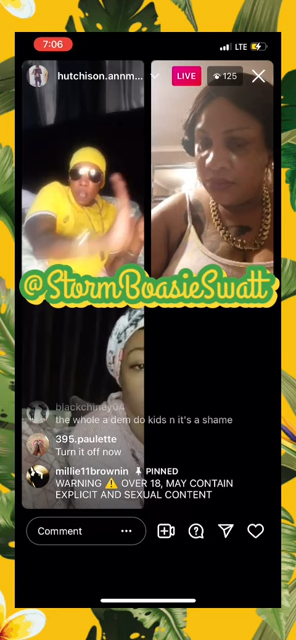 7:06
LTE
hutchison.annm...
LIVE
125
@StormBoasieSwatt
blackchinayu4
the whole a dem do kids n it's a shame
395.paulette
Turn it off now
millie11brownin PINNED
WARNING ⚠️ OVER 18, MAY CONTAIN
EXPLICIT AND SEXUAL CONTENT
Comment